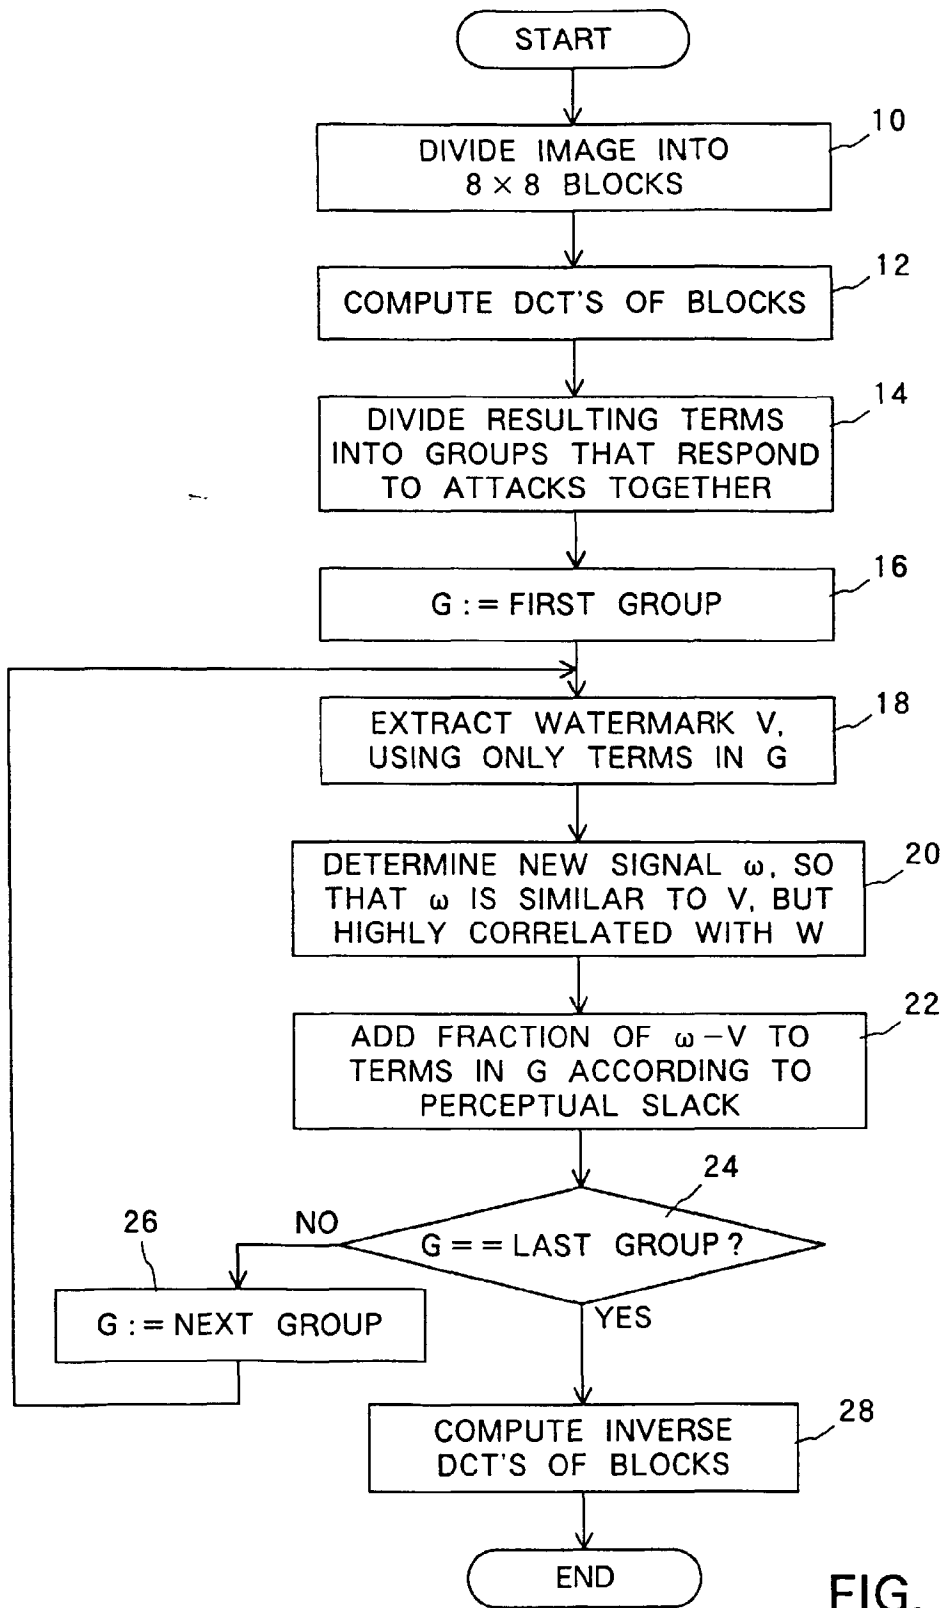 START
10
DIVIDE IMAGE INTO
8 × 8 BLOCKS
12
COMPUTE DCT'S OF BLOCKS
14
DIVIDE RESULTING TERMS
INTO GROUPS THAT RESPOND
TO ATTACKS TOGETHER
16
G := FIRST GROUP
18
EXTRACT WATERMARK V,
USING ONLY TERMS IN G
20
DETERMINE NEW SIGNAL ω, SO
THAT ω IS SIMILAR TO V, BUT
HIGHLY CORRELATED WITH W
22
ADD FRACTION OF ω-V TO
TERMS IN G ACCORDING TO
PERCEPTUAL SLACK
24
G == LAST GROUP?
NO
26
G := NEXT GROUP
YES
28
COMPUTE INVERSE
DCT'S OF BLOCKS
END
FIG.